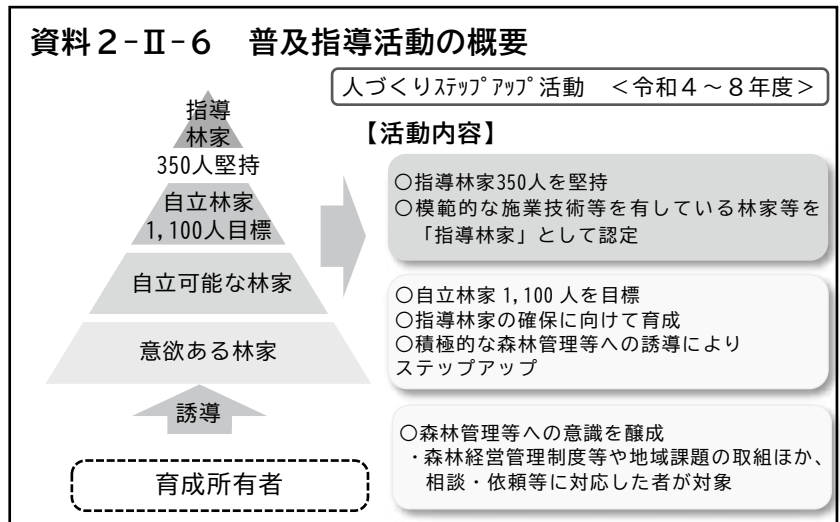 資料2-Ⅱ-6　普及指導活動の概要
人づくりｽﾃｯﾌﾟｱｯﾌﾟ活動　＜令和４～８年度＞
指導
林家
350人堅持
自立林家
1,100人目標
自立可能な林家
意欲ある林家
誘導
育成所有者
【活動内容】
○指導林家350人を堅持
○模範的な施業技術等を有している林家等を
「指導林家」として認定
○自立林家 1,100 人を目標
○指導林家の確保に向けて育成
○積極的な森林管理等への誘導により
ステップアップ
○森林管理等への意識を醸成
・森林経営管理制度等や地域課題の取組ほか、
相談・依頼等に対応した者が対象